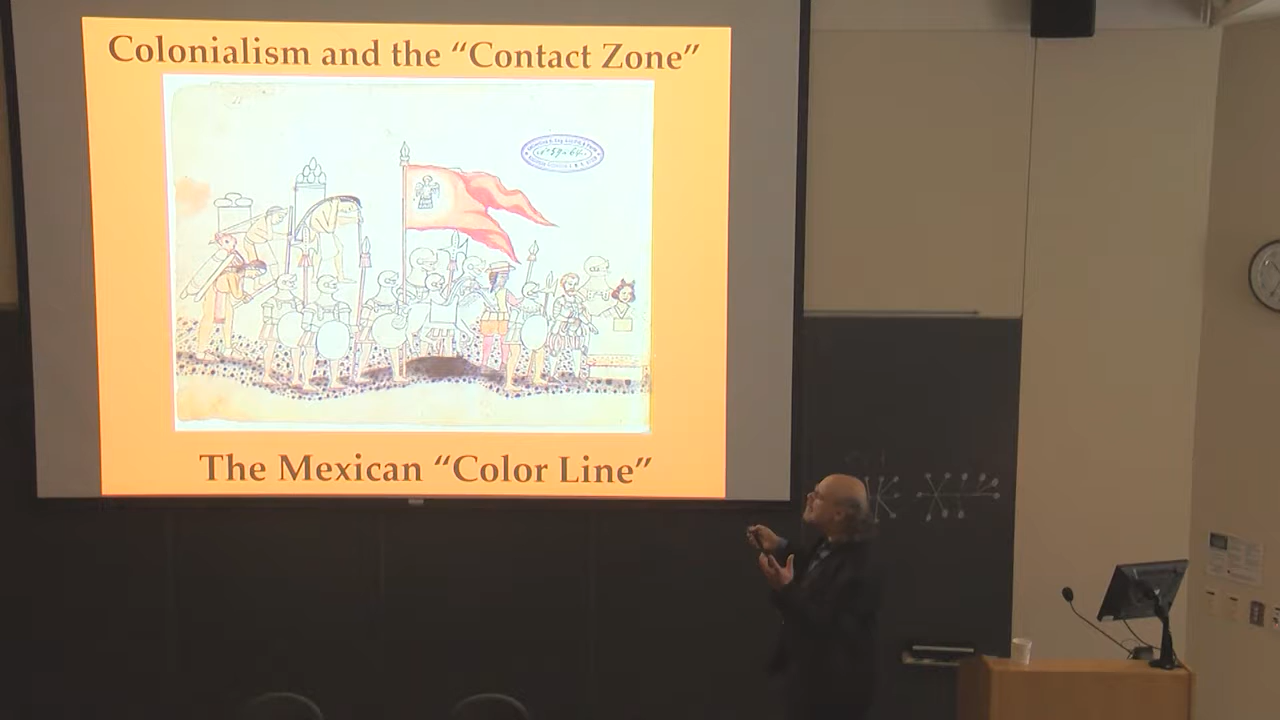 Colonialism and the “Contact Zone”
The Mexican “Color Line”